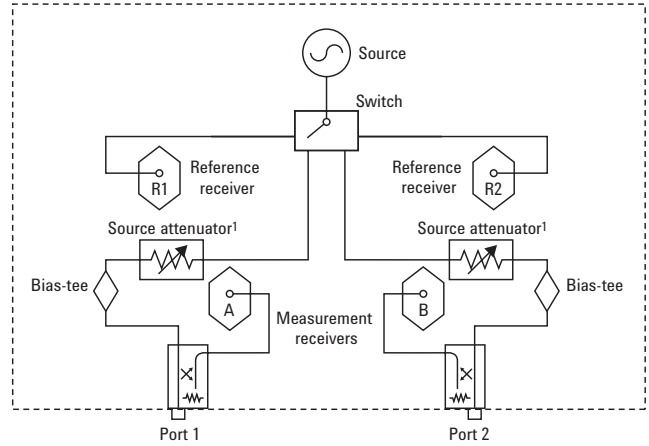 Source
Switch
Reference
receiver
R1
Reference
receiver
R2
Source attenuator¹
Source attenuator¹
Bias-tee
A
Measurement
receivers
B
Bias-tee
Port 1
Port 2